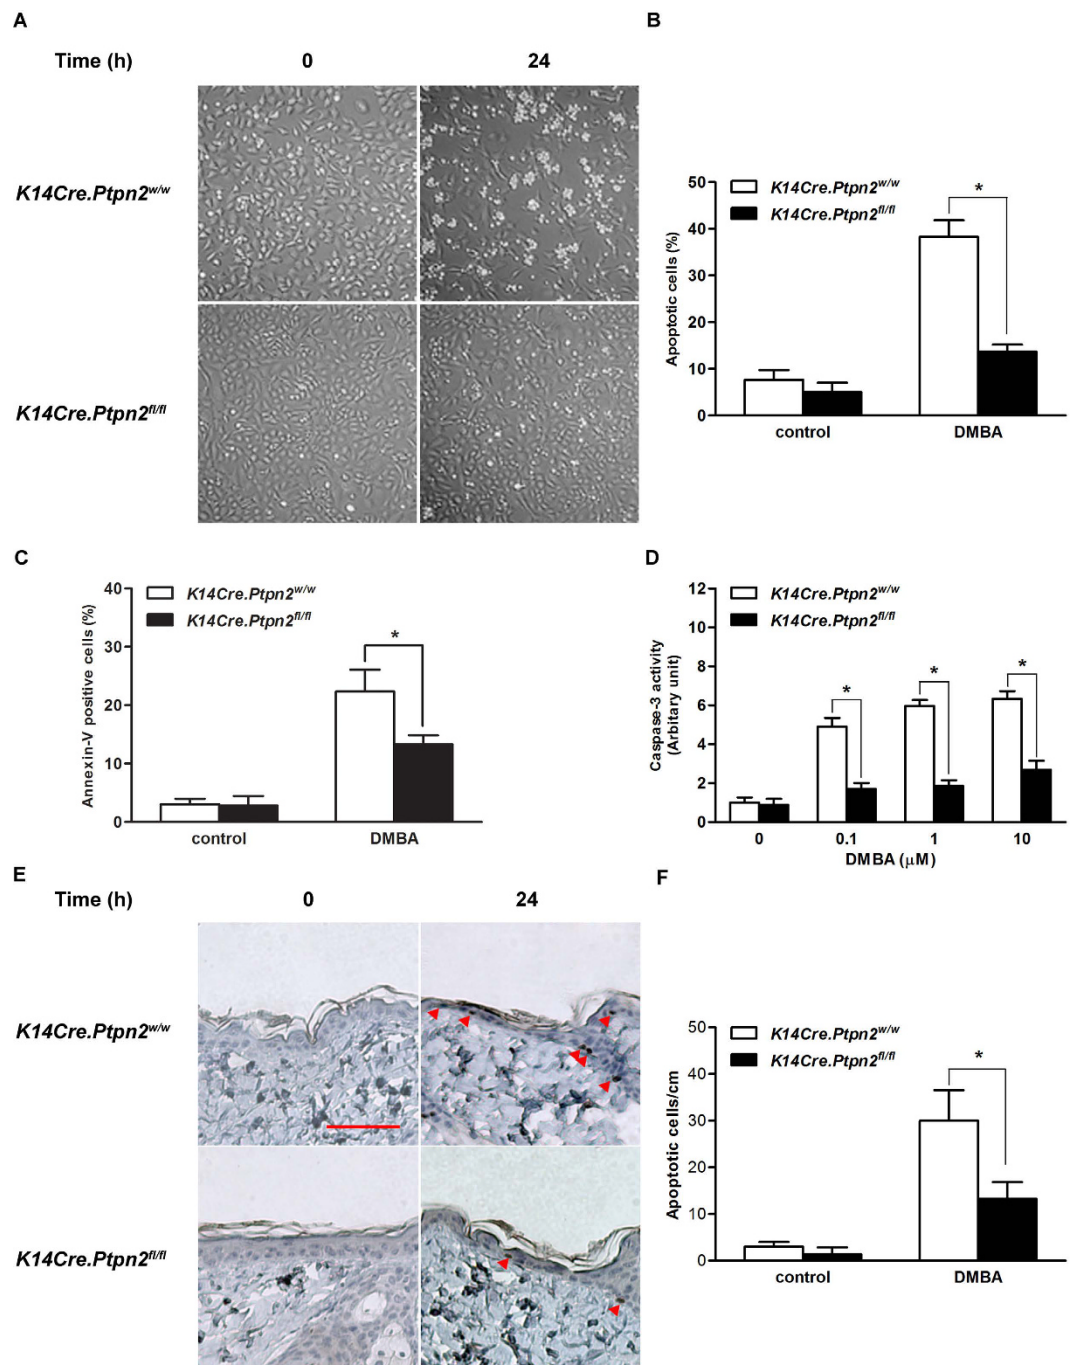 A
Time (h) 0 24
K14Cre.Ptpn2w/w
K14Cre.Ptpn2fl/fl
B
50
40
30
20
10
0
Apoptotic cells (%)
K14Cre.Ptpn2w/w
K14Cre.Ptpn2fl/fl
*
control DMBA
C
40
30
20
10
0
Annexin-V positive cells (%)
K14Cre.Ptpn2w/w
K14Cre.Ptpn2fl/fl
*
control DMBA
D
12
10
8
6
4
2
0
Caspase-3 activity
(Arbitary unit)
K14Cre.Ptpn2w/w
K14Cre.Ptpn2fl/fl
* * *
0 0.1 1 10
DMBA (μM)
E
Time (h) 0 24
K14Cre.Ptpn2w/w
K14Cre.Ptpn2fl/fl
F
50
40
30
20
10
0
Apoptotic cells/cm
K14Cre.Ptpn2w/w
K14Cre.Ptpn2fl/fl
*
control DMBA